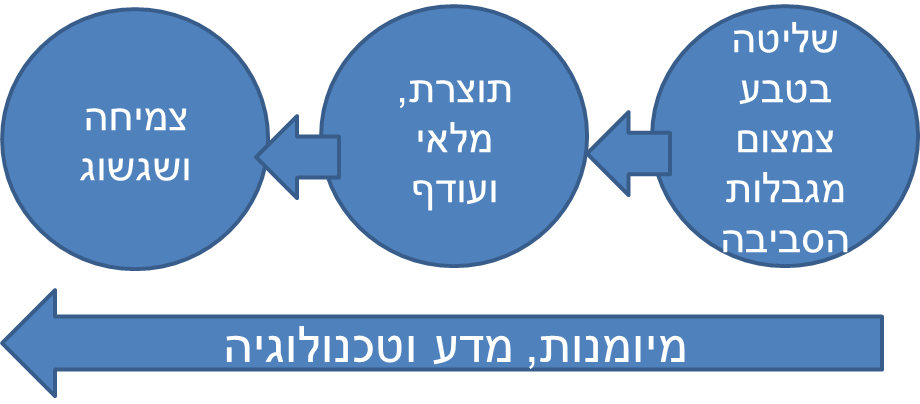 שליטה
בטבע
צמצום
מגבלות
הסביבה
תוצרת,
מלאי
ועודף
צמיחה
ושגשוג
מיומנות, מדע וטכנולוגיה